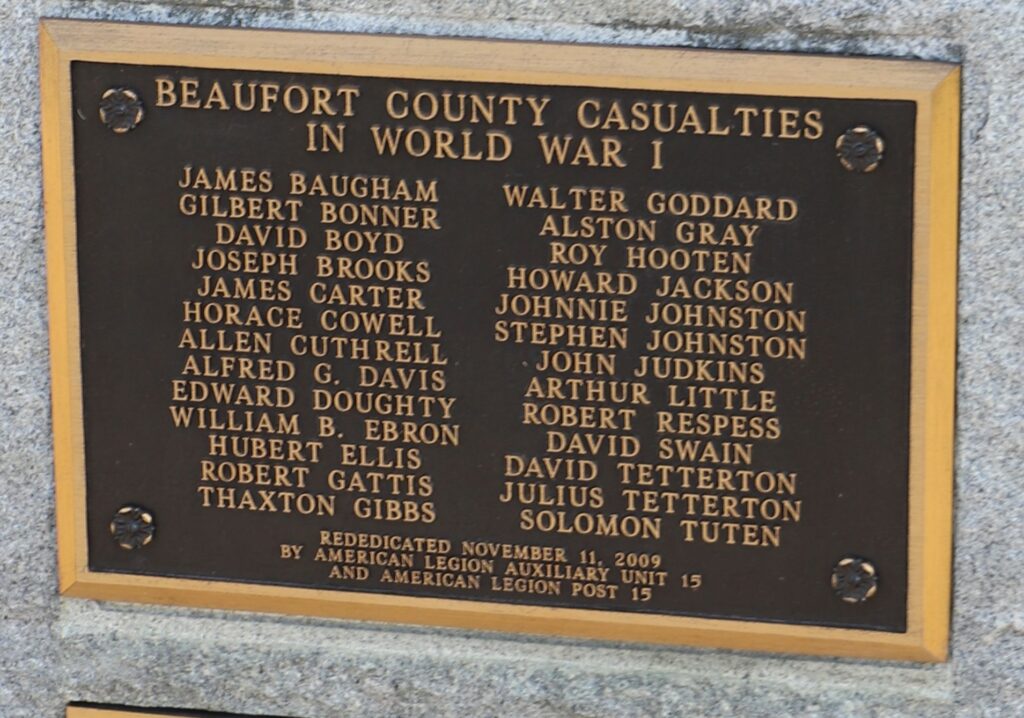 BEAUFORT COUNTY CASUALTIES
IN WORLD WAR I
JAMES BAUGHAM
GILBERT BONNER
DAVID BOYD
JOSEPH BROOKS
JAMES CARTER
HORACE COWELL
ALLEN CUTHRELL
ALFRED G. DAVIS
EDWARD DOUGHTY
WILLIAM B. EBRON
HUBERT ELLIS
ROBERT GATTIS
THAXTON GIBBS
WALTER GODDARD
ALSTON GRAY
ROY HOOTEN
HOWARD JACKSON
JOHNNIE JOHNSTON
STEPHEN JOHNSTON
JOHN JUDKINS
ARTHUR LITTLE
ROBERT RESPESS
DAVID SWAIN
DAVID TETTERTON
JULIUS TETTERTON
SOLOMON TUTEN
REDEDICATED NOVEMBER 11, 2009
BY AMERICAN LEGION AUXILIARY UNIT 15
AND AMERICAN LEGION POST 15